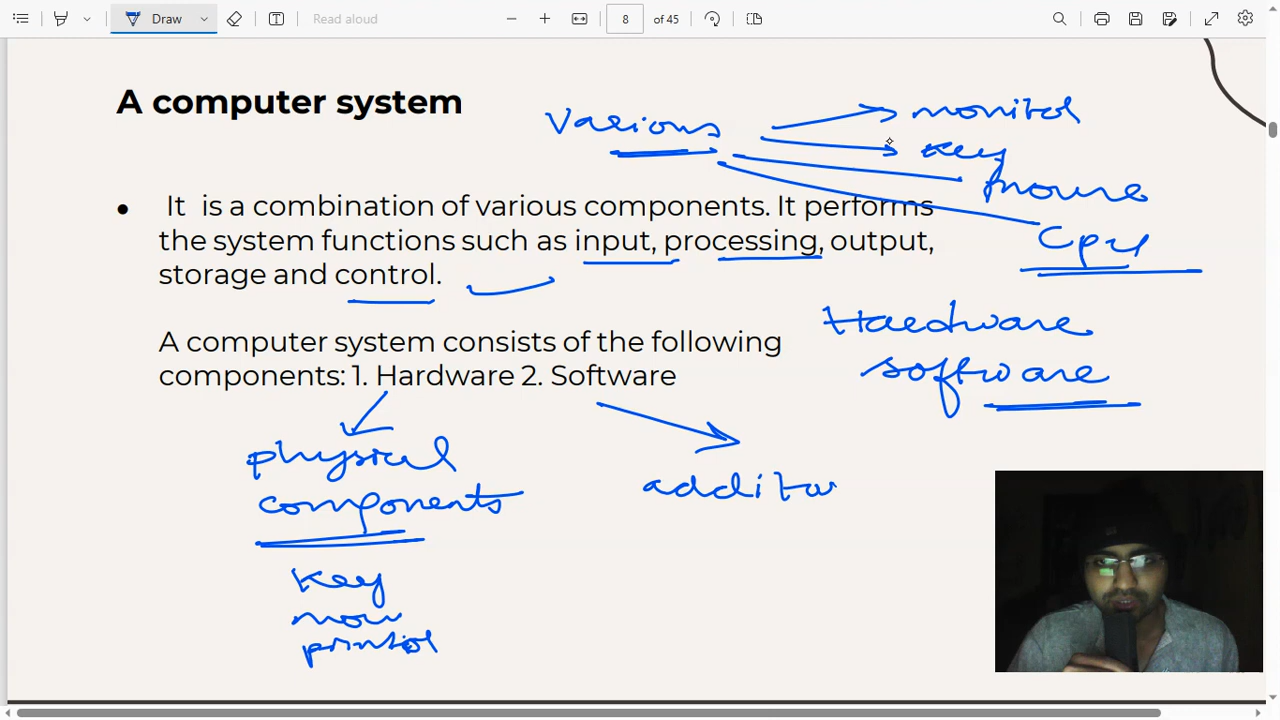 Draw
Read aloud
8 of 45
A computer system
Various
monitor
key
mouse
Cpu
• It is a combination of various components. It performs
the system functions such as input, processing, output,
storage and control.
Hardware
software
A computer system consists of the following
components: 1. Hardware 2. Software
physical
components
key
mou